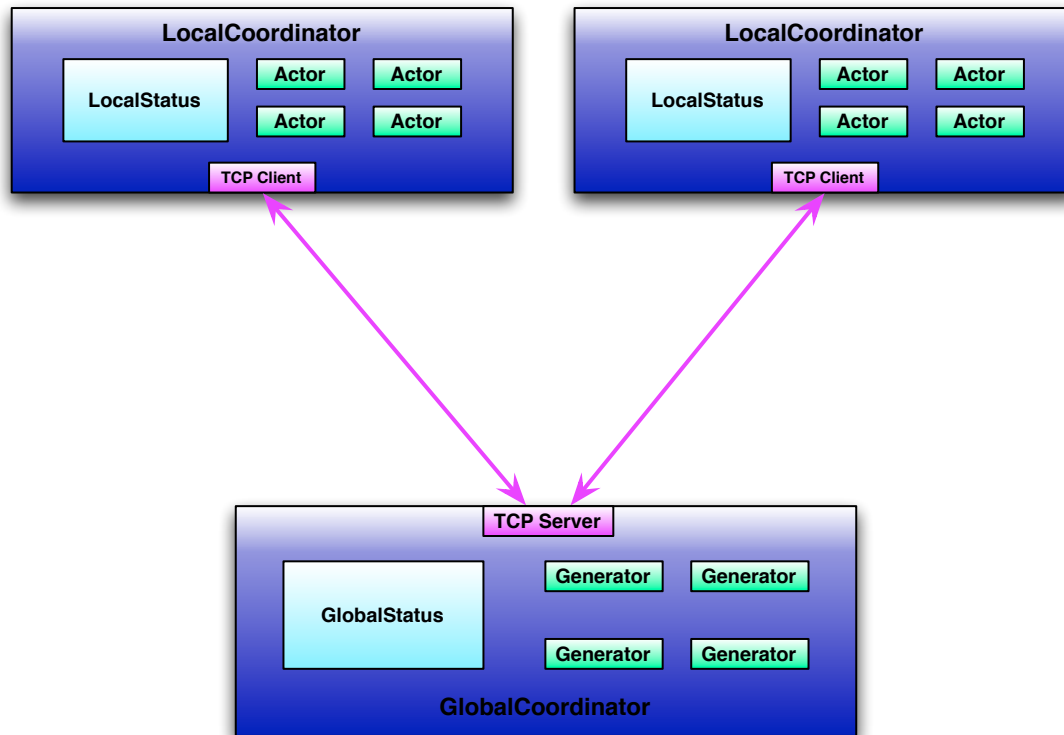 LocalCoordinator
LocalStatus
Actor Actor
Actor Actor
TCP Client
LocalCoordinator
LocalStatus
Actor Actor
Actor Actor
TCP Client
TCP Server
GlobalStatus
Generator Generator
Generator Generator
GlobalCoordinator